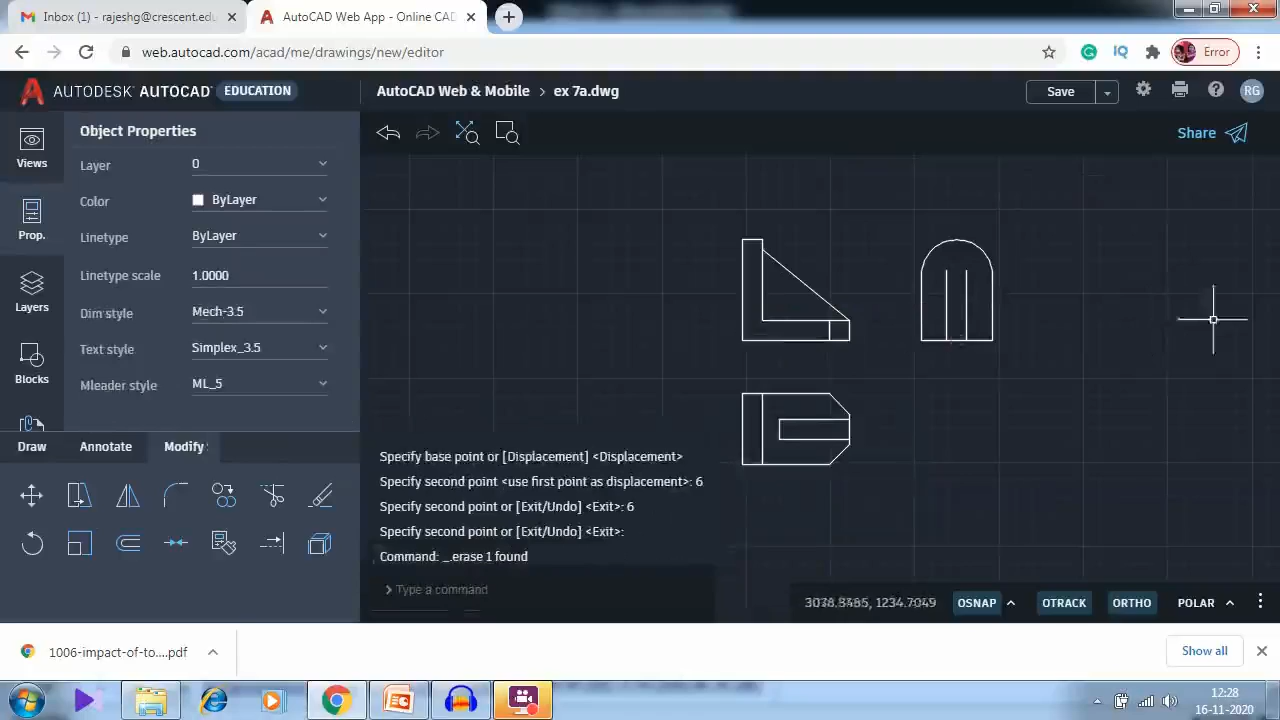 Inbox (1) - rajeshg@crescent.edu
AutoCAD Web App - Online CAD
web.autocad.com/acad/me/drawings/new/editor
Error
AUTODESK AUTOCAD EDUCATION
AutoCAD Web & Mobile > ex 7a.dwg
Save
RG
Views
Prop.
Layers
Blocks
Object Properties
Layer 0
Color ByLayer
Linetype ByLayer
Linetype scale 1.0000
Dim style Mech-3.5
Text style Simplex_3.5
Mleader style ML_5
Share
Draw Annotate Modify
Specify base point or [Displacement] <Displacement>
Specify second point <use first point as displacement>: 6
Specify second point or [Exit/Undo] <Exit>: 6
Specify second point or [Exit/Undo] <Exit>:
Command: _.erase 1 found
Type a command
OSNAP OTRACK ORTHO POLAR
1006-impact-of-to....pdf
Show all
12:28
16-11-2020